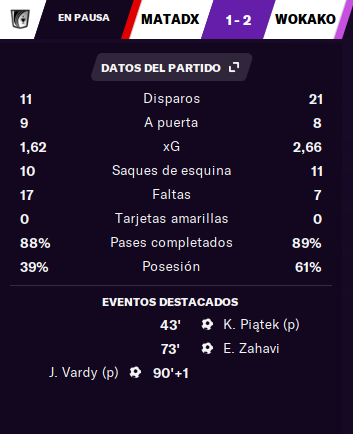 EN PAUSA MATADX 1 - 2 WOKAKO
DATOS DEL PARTIDO
11 Disparos 21
9 A puerta 8
1,62 xG 2,66
10 Saques de esquina 11
17 Faltas 7
0 Tarjetas amarillas 0
88% Pases completados 89%
39% Posesión 61%
EVENTOS DESTACADOS
43' K. Piątek (p)
73' E. Zahavi
J. Vardy (p) 90'+1